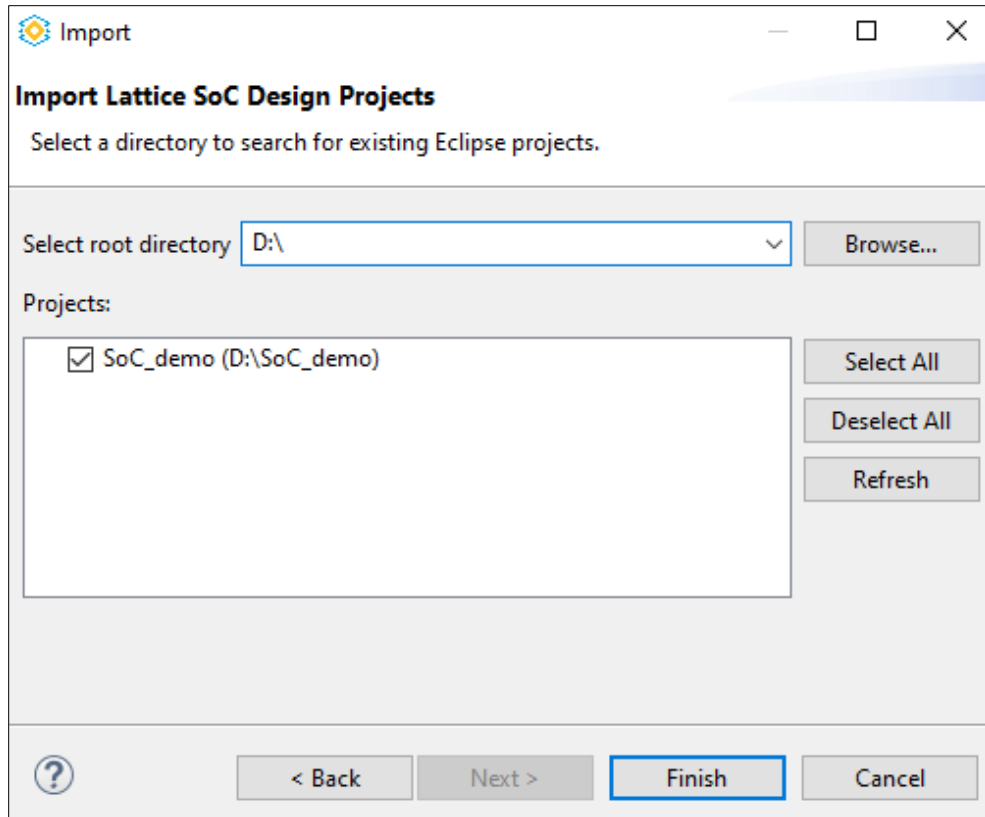 Import
Import Lattice SoC Design Projects
Select a directory to search for existing Eclipse projects.
Select root directory D:\ Browse...
Projects:
SoC_demo (D:\SoC_demo)
Select All
Deselect All
Refresh
? < Back Next > Finish Cancel